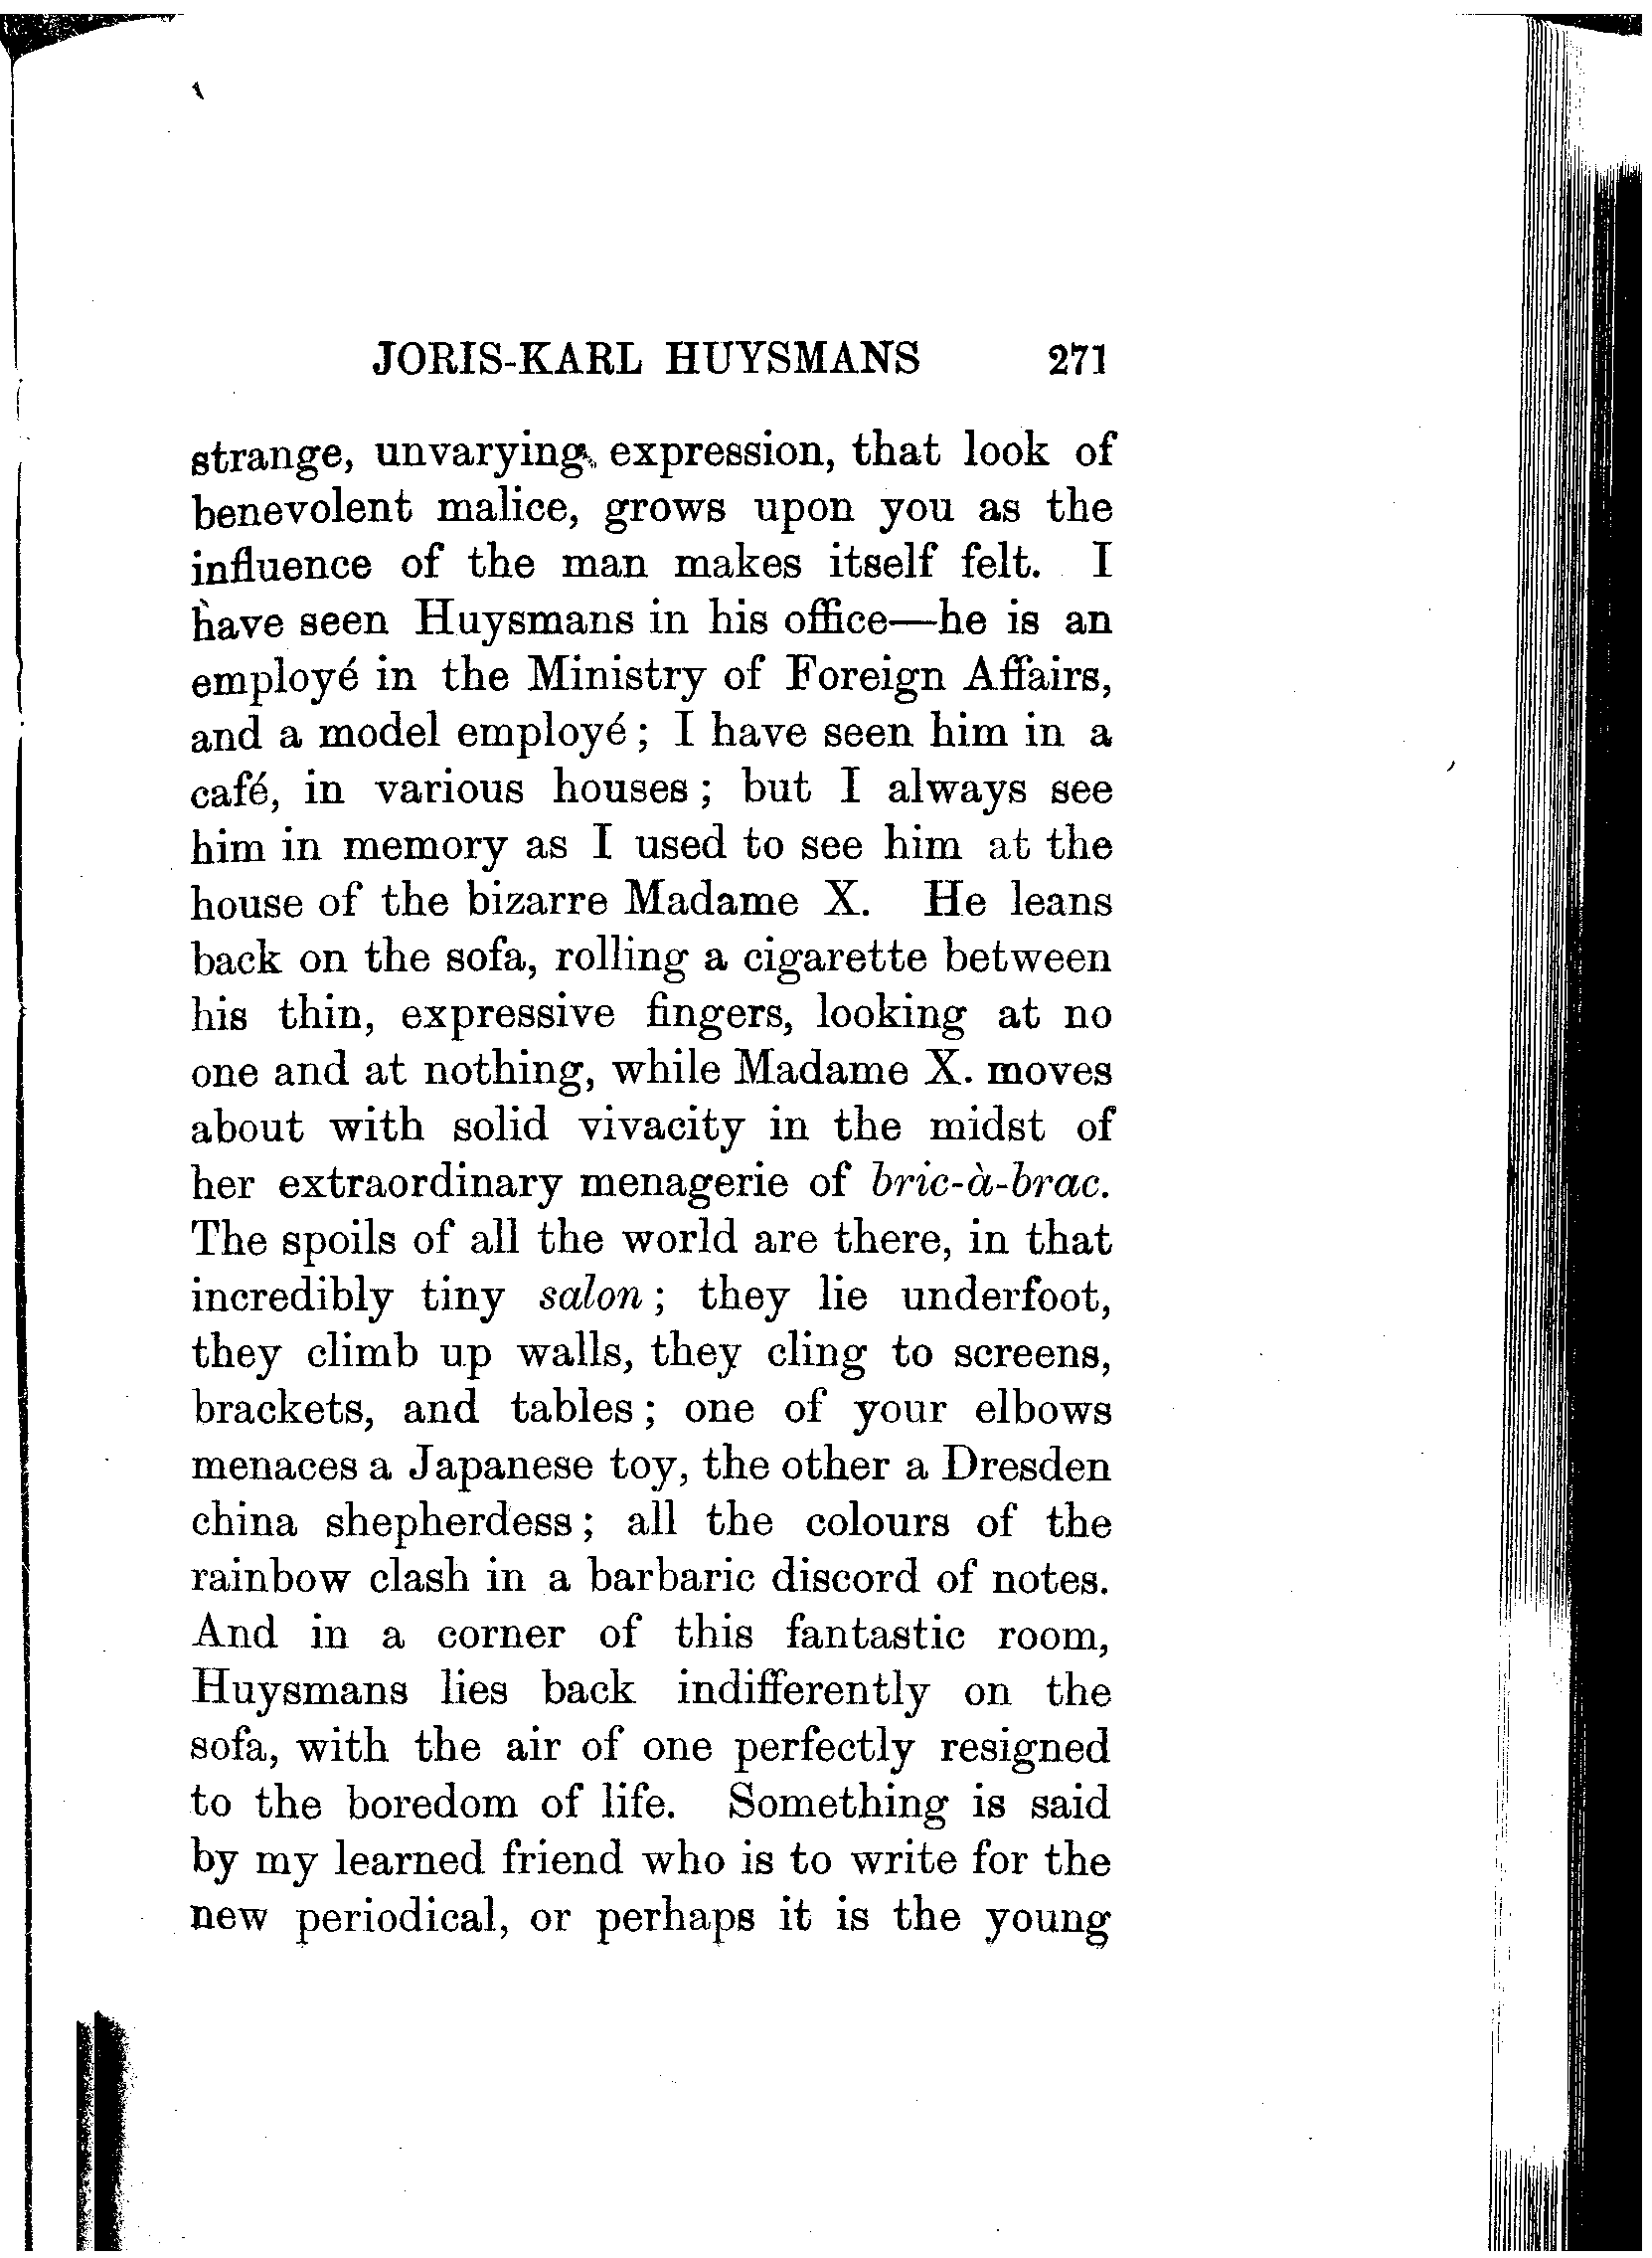 JORIS-KARL HUYSMANS 271
strange, unvarying expression, that look of
benevolent malice, grows upon you as the
influence of the man makes itself felt. I
have seen Huysmans in his office—he is an
employé in the Ministry of Foreign Affairs,
and a model employé; I have seen him in a
café, in various houses; but I always see
him in memory as I used to see him at the
house of the bizarre Madame X. He leans
back on the sofa, rolling a cigarette between
his thin, expressive fingers, looking at no
one and at nothing, while Madame X. moves
about with solid vivacity in the midst of
her extraordinary menagerie of bric-à-brac.
The spoils of all the world are there, in that
incredibly tiny salon; they lie underfoot,
they climb up walls, they cling to screens,
brackets, and tables; one of your elbows
menaces a Japanese toy, the other a Dresden
china shepherdess; all the colours of the
rainbow clash in a barbaric discord of notes.
And in a corner of this fantastic room,
Huysmans lies back indifferently on the
sofa, with the air of one perfectly resigned
to the boredom of life. Something is said
by my learned friend who is to write for the
new periodical, or perhaps it is the young